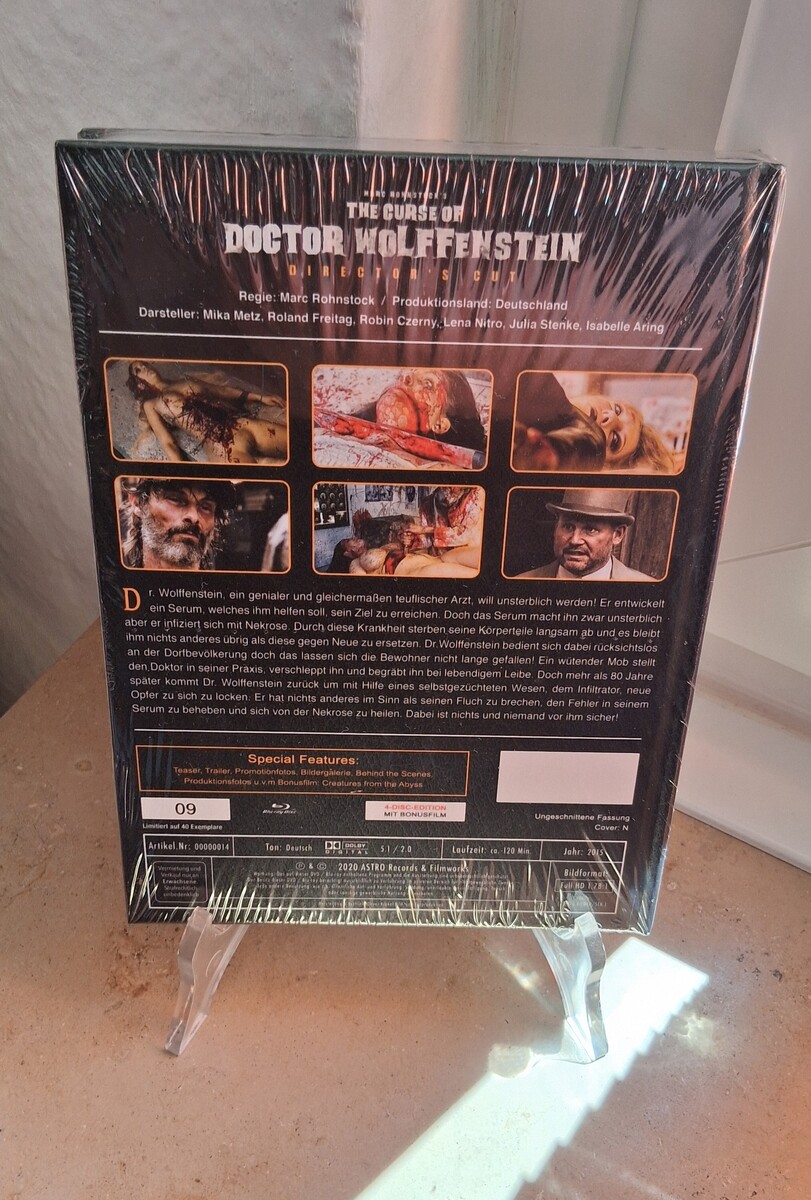 MARC ROHNSTOCK'S
THE CURSE OF
DOCTOR WOLFFENSTEIN
DIRECTOR'S CUT
Regie: Marc Rohnstock / Produktionsland: Deutschland
Darsteller: Mika Metz, Roland Freitag, Robin Czerny, Lena Nitro, Julia Stenke, Isabelle Aring
Dr. Wolffenstein, ein genialer und gleichermaßen teuflischer Arzt, will unsterblich werden! Er entwickelt
ein Serum, welches ihm helfen soll, sein Ziel zu erreichen. Doch das Serum macht ihn zwar unsterblich
aber er infiziert sich mit Nekrose. Durch diese Krankheit sterben seine Körperteile langsam ab und es bleibt
ihm nichts anderes übrig als diese gegen Neue zu ersetzen. Dr.Wolffenstein bedient sich dabei rücksichtslos
an der Dorfbevölkerung doch das lassen sich die Bewohner nicht lange gefallen! Ein wütender Mob stellt
den Doktor in seiner Praxis, verschleppt ihn und begräbt ihn bei lebendigem Leibe. Doch mehr als 80 Jahre
später kommt Dr. Wolffenstein zurück um mit Hilfe eines selbstgezüchteten Wesen, dem Infiltrator, neue
Opfer zu sich zu locken. Er hat nichts anderes im Sinn als seinen Fluch zu brechen, den Fehler in seinem
Serum zu beheben und sich von der Nekrose zu heilen. Dabei ist nichts und niemand vor ihm sicher!
Special Features:
Teaser, Trailer, Promotionfotos, Bildergalerie, Behind the Scenes,
Produktionsfotos u.v.m Bonusfilm: Creatures from the Abyss
09
Limitiert auf 40 Exemplare
Blu-ray Disc
4-DISC-EDITION
MIT BONUSFILM
Ungeschnittene Fassung
Cover: N
Artikel.Nr: 00000014
Ton: Deutsch
DOLBY
DIGITAL
5.1 / 2.0
Laufzeit: ca. 120 Min.
Jahr: 2015
Ⓟ & © 2020 ASTRO Records & Filmworks
Bildformat:
Full HD 1,78:1
Vermietung und
Verkauf nur an
Erwachsene